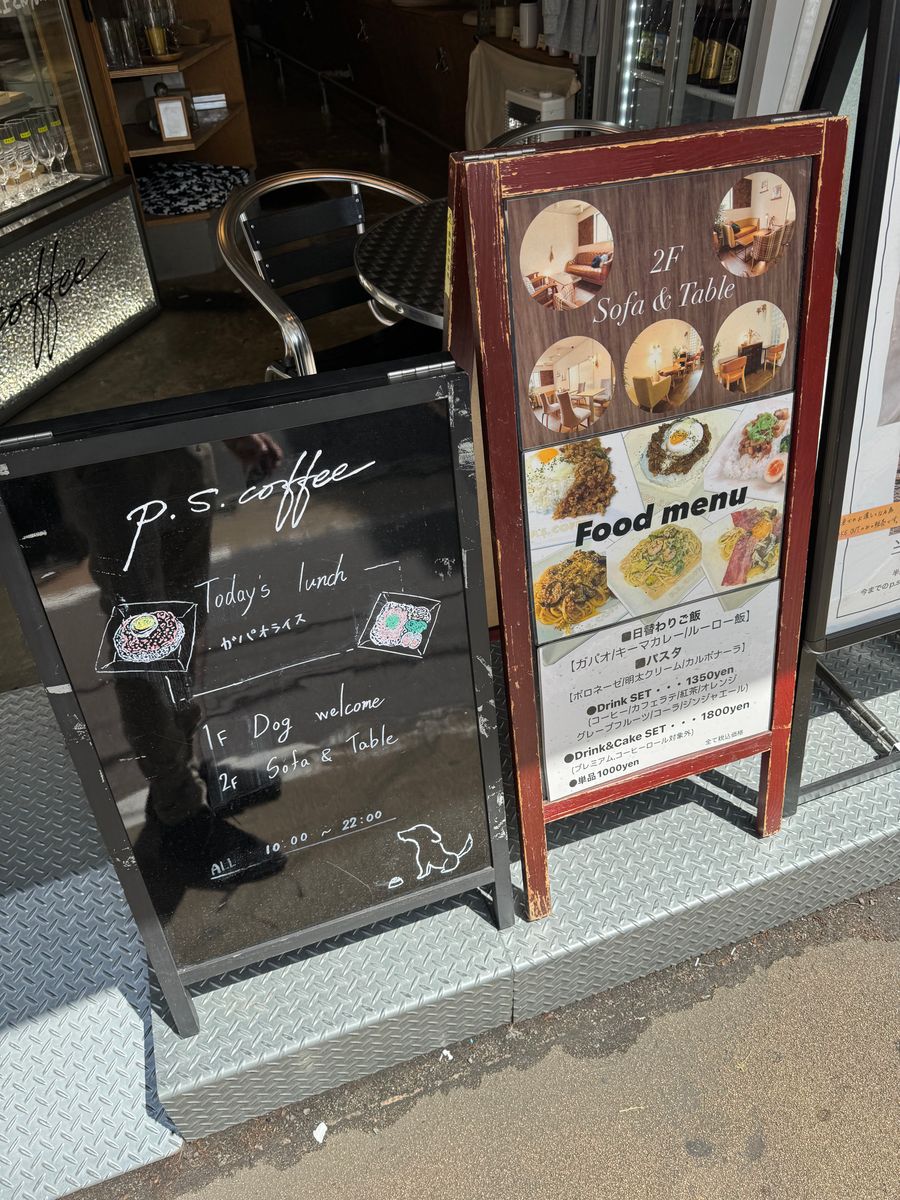 coffee
p.s.coffee
Today's lunch
ガパオライス
1F Dog welcome
2F Sofa & Table
ALL 10:00 ~ 22:00
2F
Sofa & Table
Food menu
■日替わりご飯
【ガパオ/キーマカレー/ルーロー飯】
■パスタ
【ボロネーゼ/明太クリーム/カルボナーラ】
●Drink SET・・・1350yen
(コーヒー/カフェラテ/紅茶/オレンジ
グレープフルーツ/コーラ/ジンジャエール)
●Drink&Cake SET・・・1800yen
(プレミアム,コーヒーロール対象外)
●単品1000yen
全て税込価格
今までのp.s